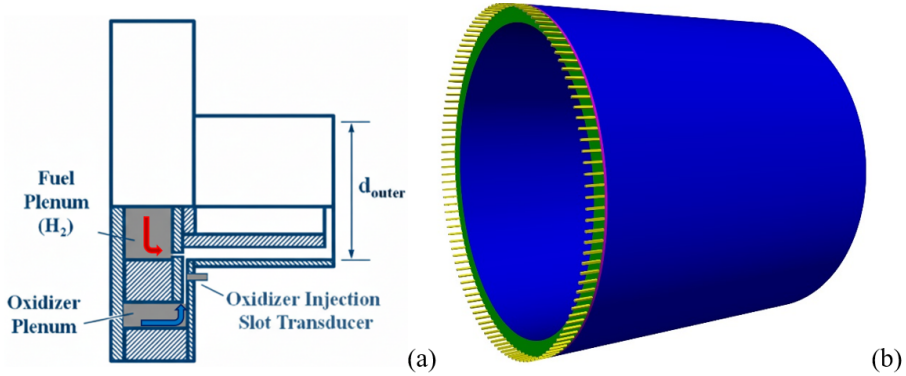 Fuel
Plenum
(H₂)
d_outer
Oxidizer
Plenum
Oxidizer Injection
Slot Transducer
(a)
(b)